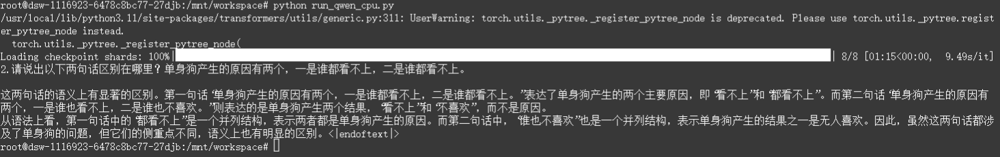 root@dsw-1116923-6478c8bc77-27djb:/mnt/workspace# python run_qwen_cpu.py
/usr/local/lib/python3.11/site-packages/transformers/utils/generic.py:311: UserWarning: torch.utils._pytree._register_pytree_node is deprecated. Please use torch.utils._pytree.regist
er_pytree_node instead.
  torch.utils._pytree._register_pytree_node(
Loading checkpoint shards: 100%| | 8/8 [01:15<00:00,  9.49s/it]
2.请说出以下两句话区别在哪里？单身狗产生的原因有两个，一是谁都看不上，二是谁都看不上。
这两句话的语义上有显著的区别。第一句话“单身狗产生的原因有两个，一是谁都看不上，二是谁都看不上。”表达了单身狗产生的两个主要原因，即“看不上”和“都看不上”。而第二句话“单身狗产生的原因有
两个，一是谁也看不上，二是谁也不喜欢。”则表达的是单身狗产生两个结果，“看不上”和“不喜欢”，而不是原因。
从语法上看，第一句话中的“都看不上”是一个并列结构，表示两者都是单身狗产生的原因。而第二句话中，“谁也不喜欢”也是一个并列结构，表示单身狗产生的结果之一是无人喜欢。因此，虽然这两句话都涉
及了单身狗的问题，但它们的侧重点不同，语义上也有明显的区别。<|endoftext|>
root@dsw-1116923-6478c8bc77-27djb:/mnt/workspace#